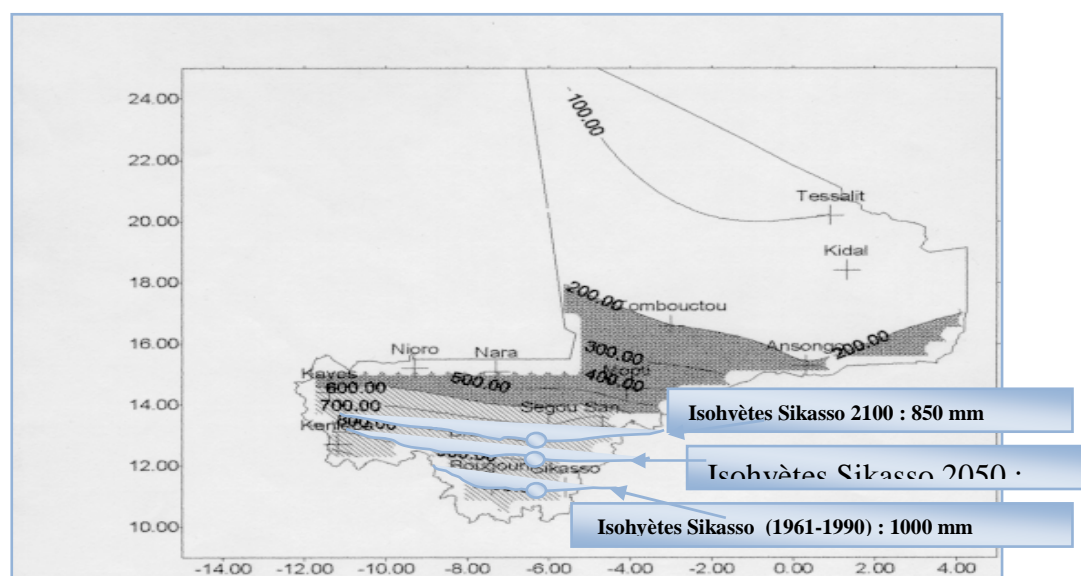 24.00
22.00
20.00
18.00
16.00
14.00
12.00
10.00
100.00
Tessalit
Kidal
200.00
Tombouctou
Nioro
Nara
300.00
Ansongo
200.00
Kayes
600.00
500.00
400.00
Mopti
700.00
Segou San
Kenieba
Sikasso
Isohyètes Sikasso 2100 : 850 mm
Isohyètes Sikasso 2050 :
Isohyètes Sikasso (1961-1990) : 1000 mm
-14.00 -12.00 -10.00 -8.00 -6.00 -4.00 -2.00 0.00 2.00 4.00